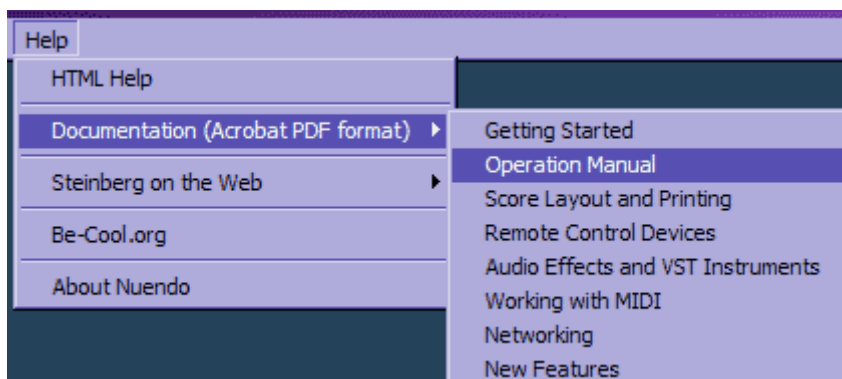 Help
HTML Help
Documentation (Acrobat PDF format)
Steinberg on the Web
Be-Cool.org
About Nuendo
Getting Started
Operation Manual
Score Layout and Printing
Remote Control Devices
Audio Effects and VST Instruments
Working with MIDI
Networking
New Features